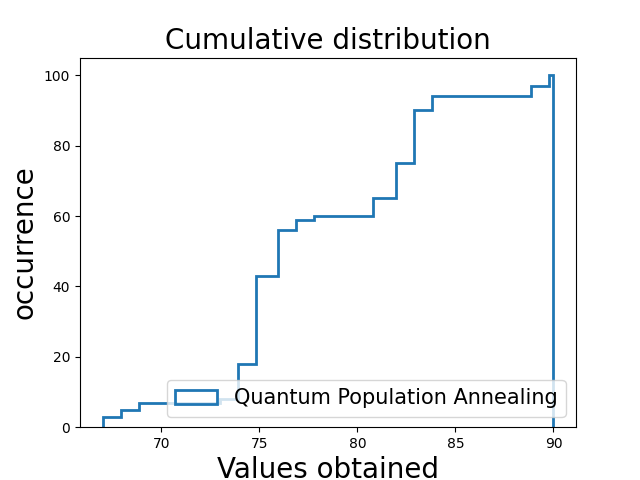 Cumulative distribution
occurrence
100
80
60
40
20
0
Quantum Population Annealing
70 75 80 85 90
Values obtained